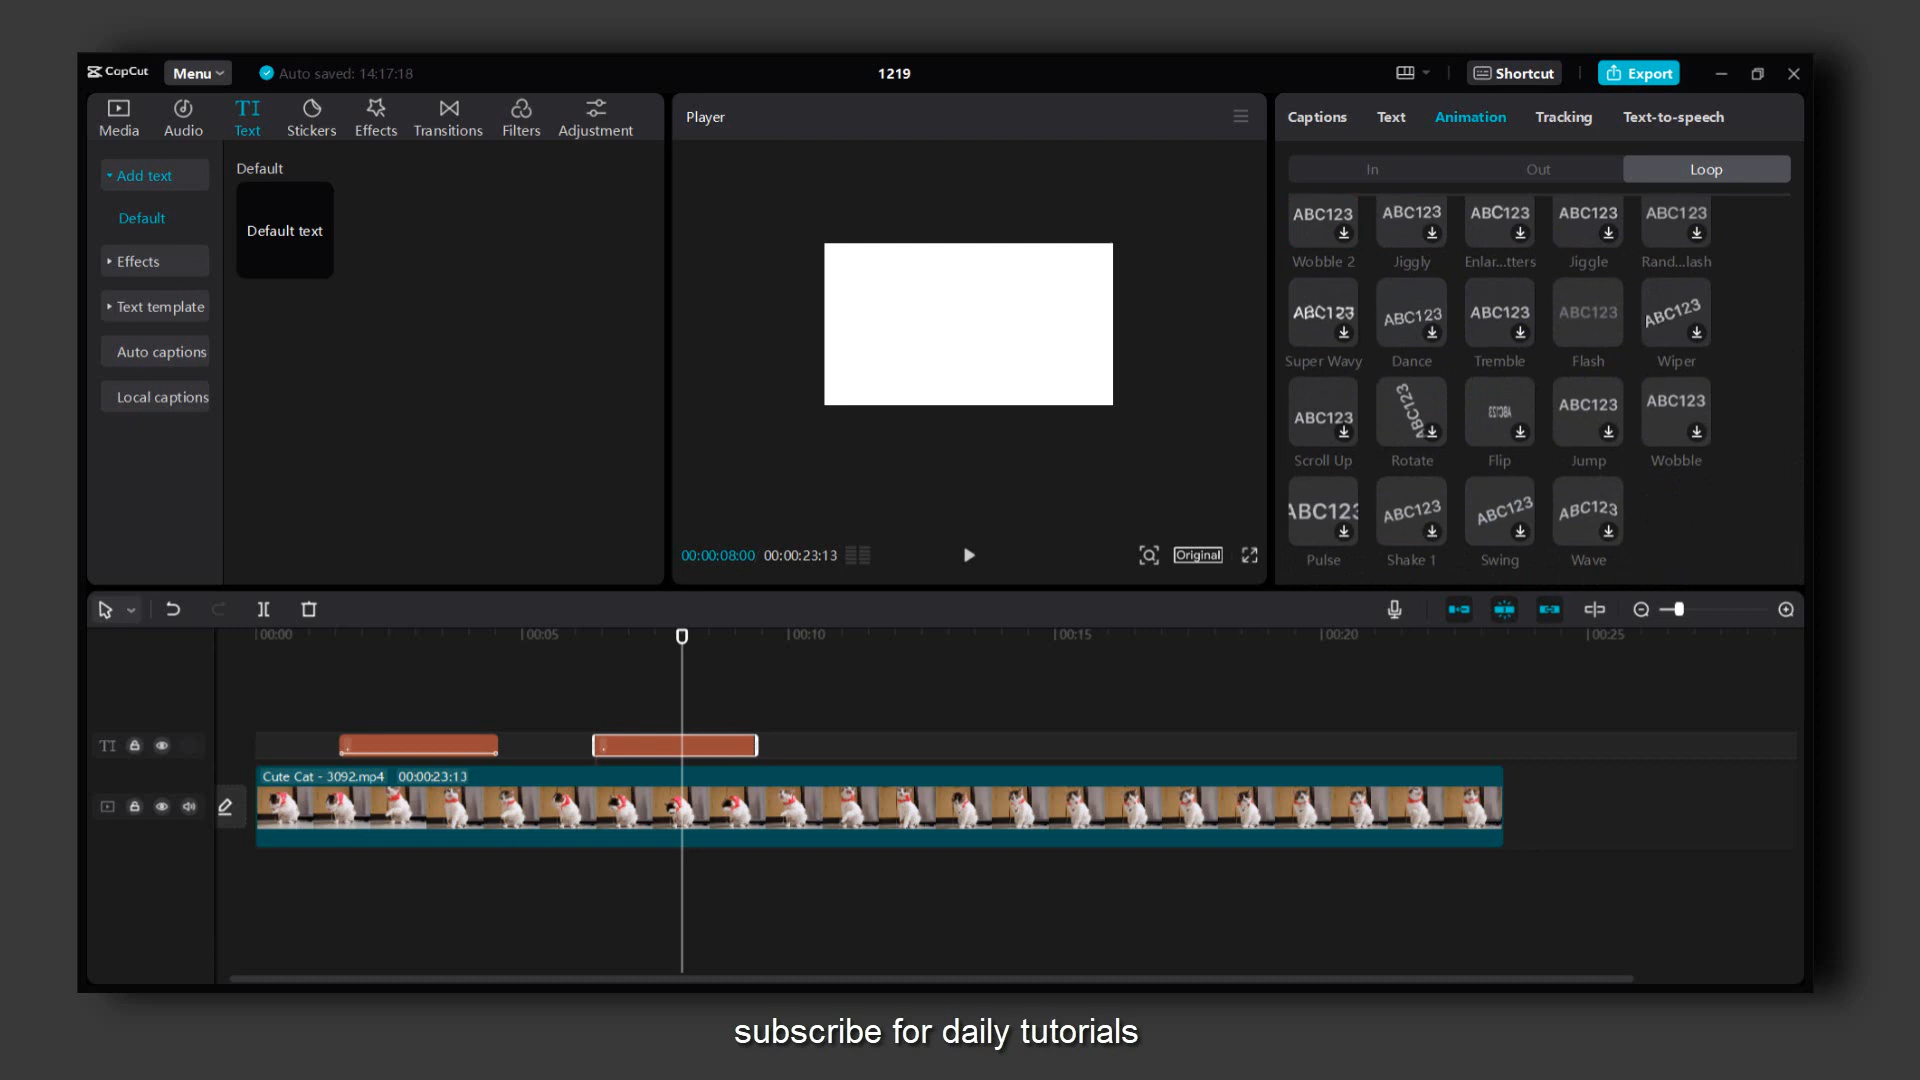 CapCut
Menu
Auto saved: 14:17:18
1219
Shortcut
Export
Media
Audio
TI
Text
Stickers
Effects
Transitions
Filters
Adjustment
Add text
Default
Effects
Text template
Auto captions
Local captions
Default
Default text
Player
00:00:08:00 00:00:23:13
Original
Captions
Text
Animation
Tracking
Text-to-speech
In
Out
Loop
ABC123
ABC123
ABC123
ABC123
ABC123
Wobble 2
Jiggly
Enlar...tters
Jiggle
Rand...lash
ABC123
ABC123
ABC123
ABC123
ABC123
Super Wavy
Dance
Tremble
Flash
Wiper
ABC123
ABC123
ABC123
ABC123
ABC123
Scroll Up
Rotate
Flip
Jump
Wobble
ABC123
ABC123
ABC123
ABC123
Pulse
Shake 1
Swing
Wave
00:00
00:05
00:10
00:15
00:20
00:25
TI
Cute Cat - 3092.mp4 00:00:23:13
subscribe for daily tutorials